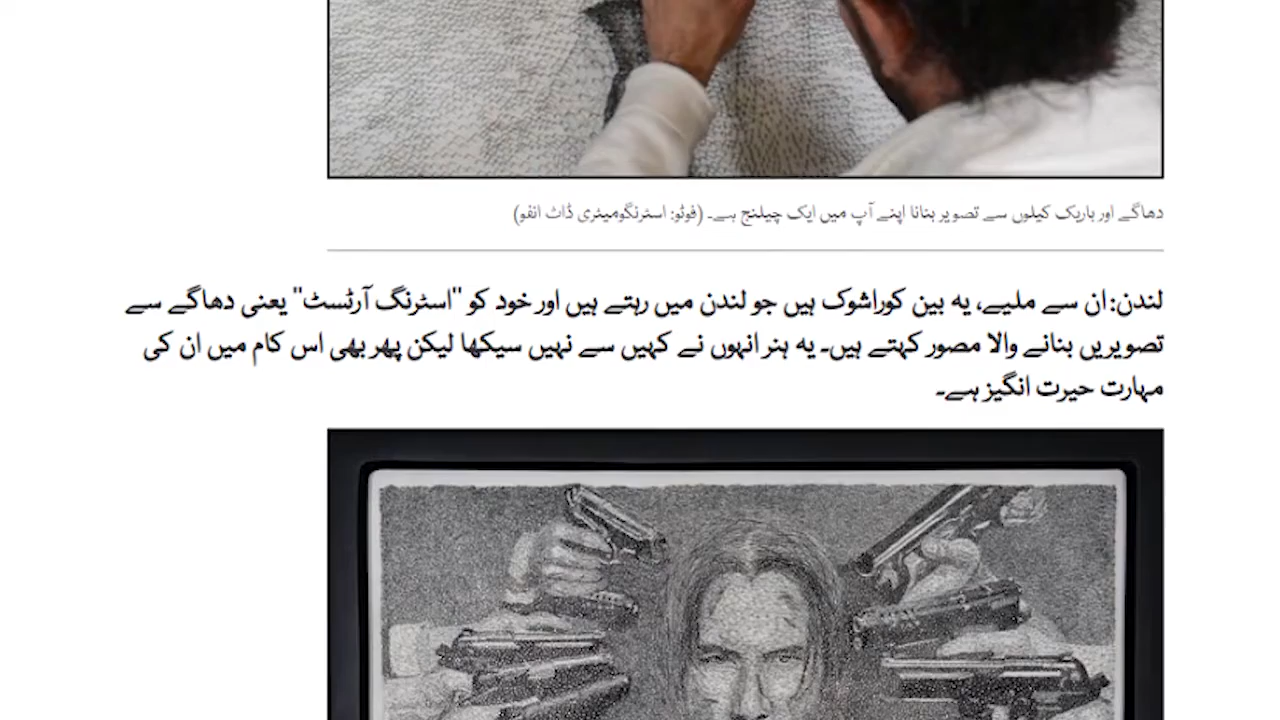 دھاگے اور باریک کیلوں سے تصویر بنانا اپنے آپ میں ایک چیلنج ہے۔ (فوٹو: اسٹرنگومیٹری ڈاٹ انفو)
لندن: ان سے ملیے، یہ بین کوراشوک ہیں جو لندن میں رہتے ہیں اور خود کو ''اسٹرنگ آرٹسٹ'' یعنی دھاگے سے
تصویریں بنانے والا مصور کہتے ہیں۔ یہ ہنر انہوں نے کہیں سے نہیں سیکھا لیکن پھر بھی اس کام میں ان کی
مہارت حیرت انگیز ہے۔